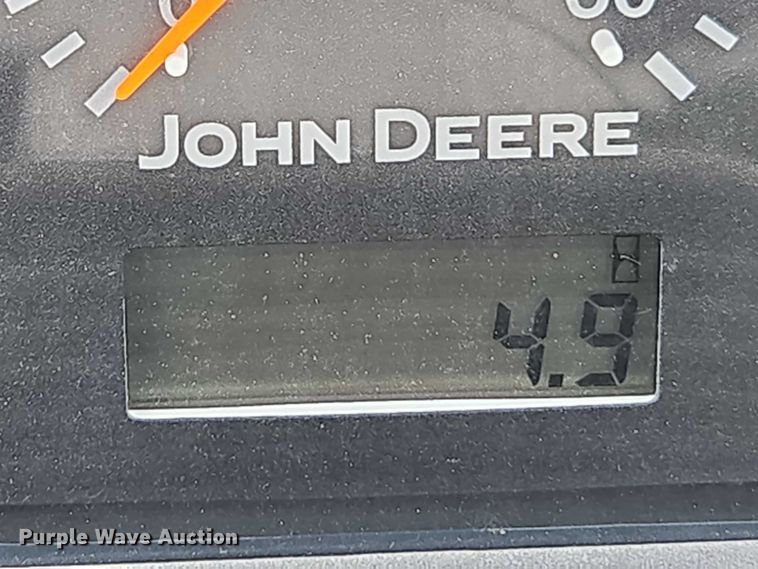 JOHN DEERE
4.9
Purple Wave Auction